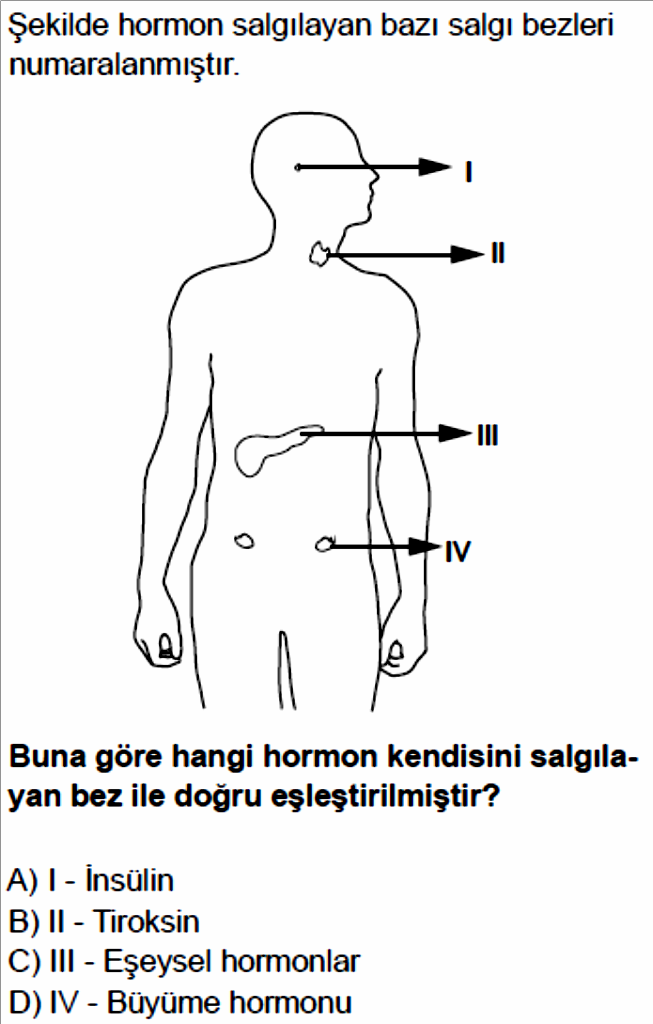 Şekilde hormon salgılayan bazı salgı bezleri
numaralanmıştır.
I
II
III
IV
Buna göre hangi hormon kendisini salgıla-
yan bez ile doğru eşleştirilmiştir?
A) I - İnsülin
B) II - Tiroksin
C) III - Eşeysel hormonlar
D) IV - Büyüme hormonu